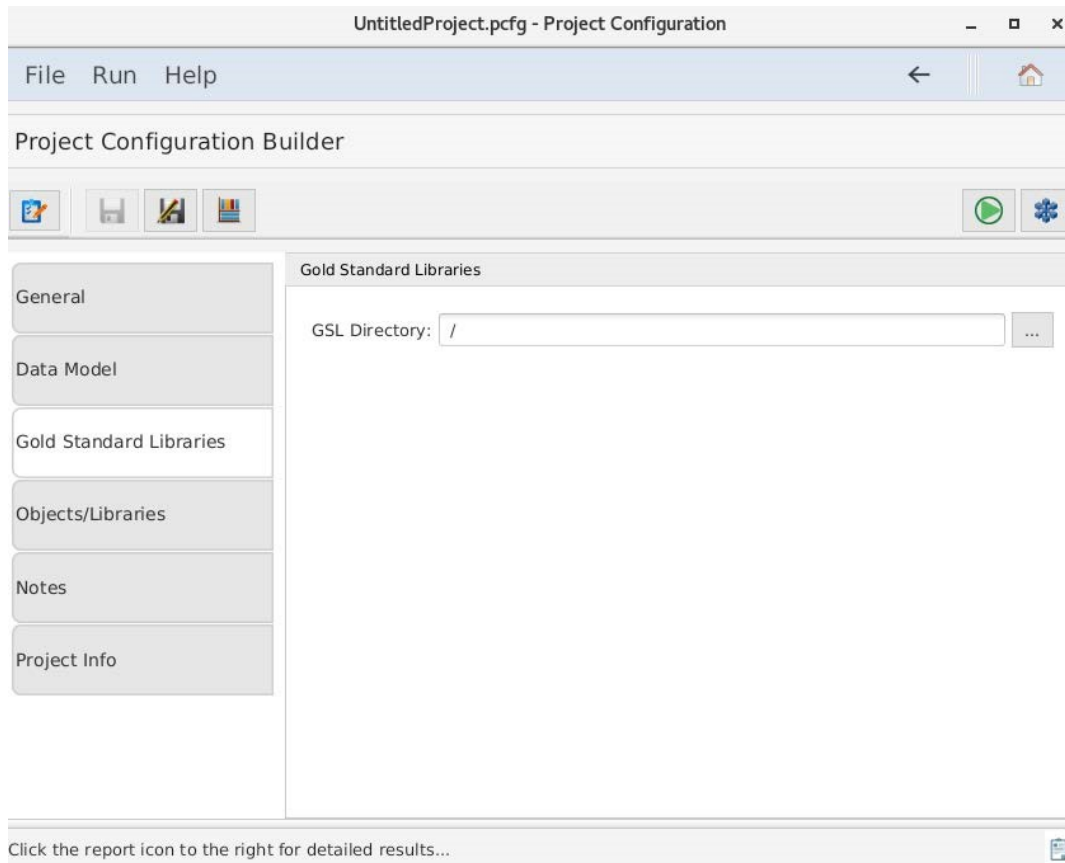 UntitledProject.pcfg - Project Configuration
File Run Help
Project Configuration Builder
General
Data Model
Gold Standard Libraries
Objects/Libraries
Notes
Project Info
Gold Standard Libraries
GSL Directory: /
...
Click the report icon to the right for detailed results...